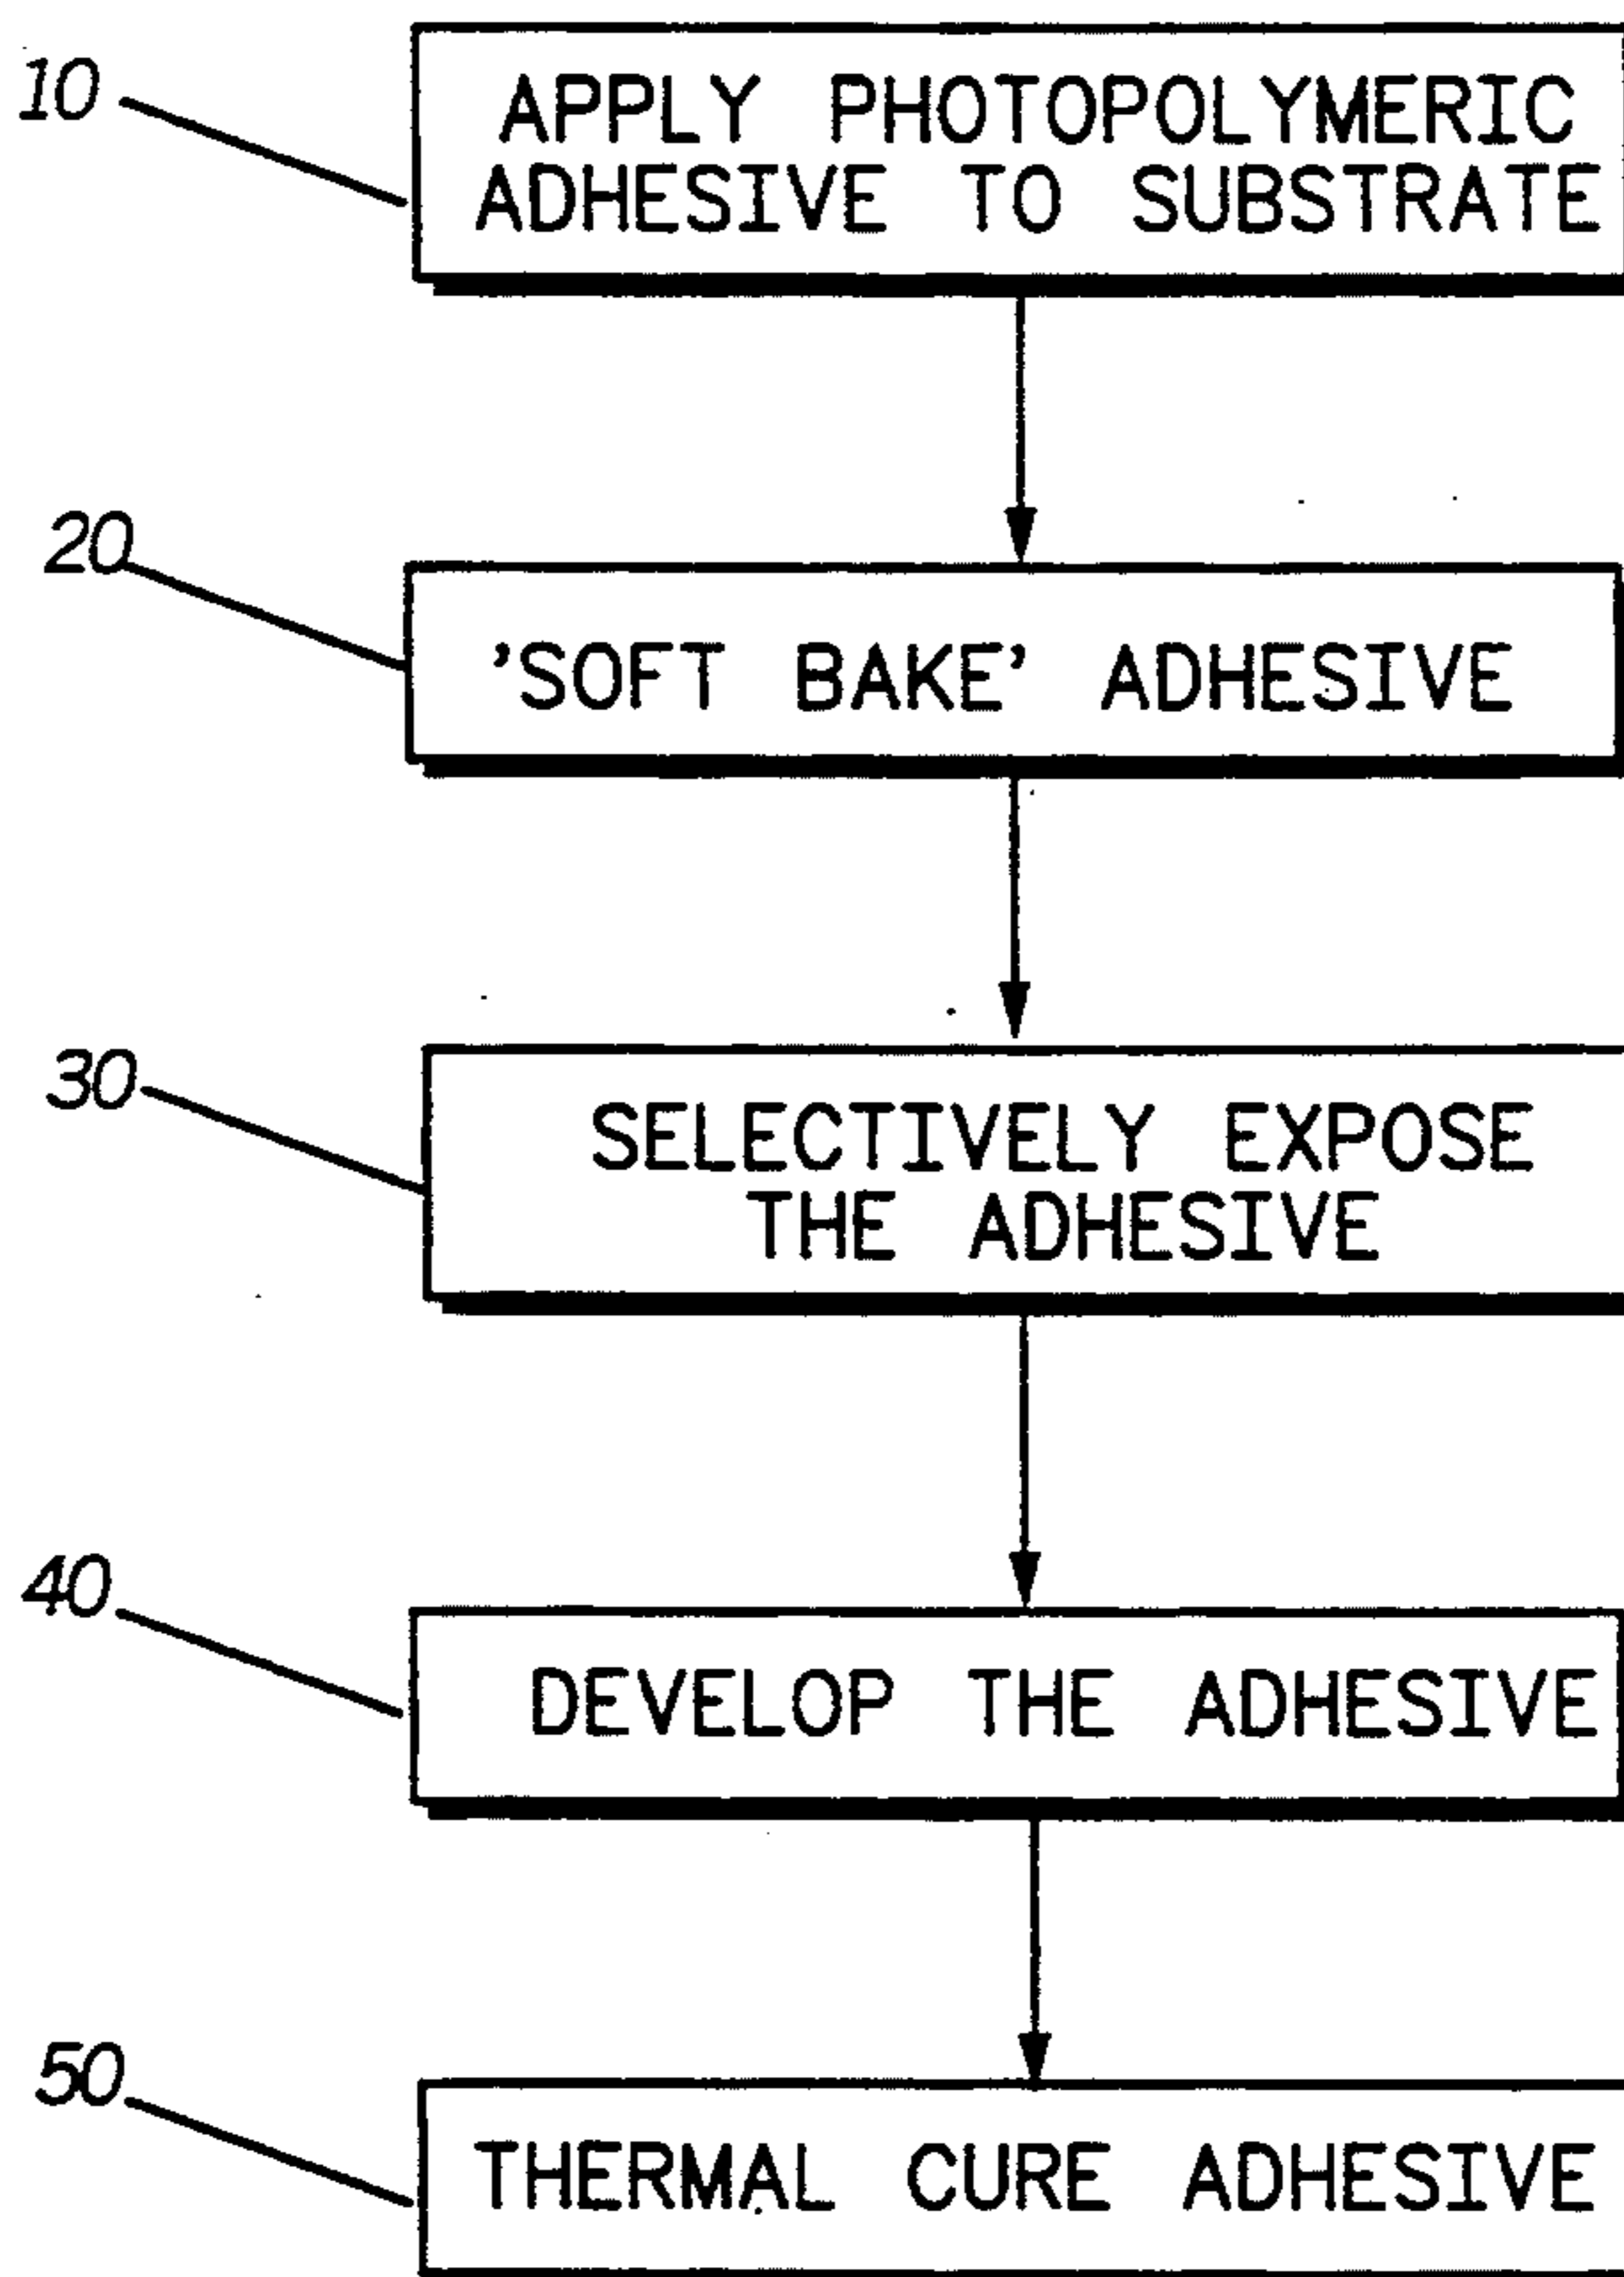 10
APPLY PHOTOPOLYMERIC
ADHESIVE TO SUBSTRATE
20
'SOFT BAKE' ADHESIVE
30
SELECTIVELY EXPOSE
THE ADHESIVE
40
DEVELOP THE ADHESIVE
50
THERMAL CURE ADHESIVE